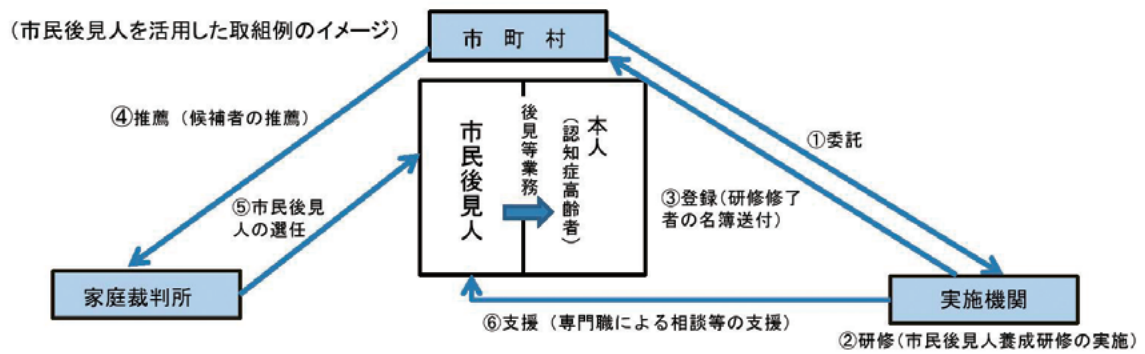 (市民後見人を活用した取組例のイメージ)
市 町 村
④推薦（候補者の推薦）
市民後見人
後見等業務
本人
（認知症高齢者）
①委託
③登録(研修修了
者の名簿送付)
⑤市民後見
人の選任
家庭裁判所
実施機関
⑥支援（専門職による相談等の支援）
②研修(市民後見人養成研修の実施)